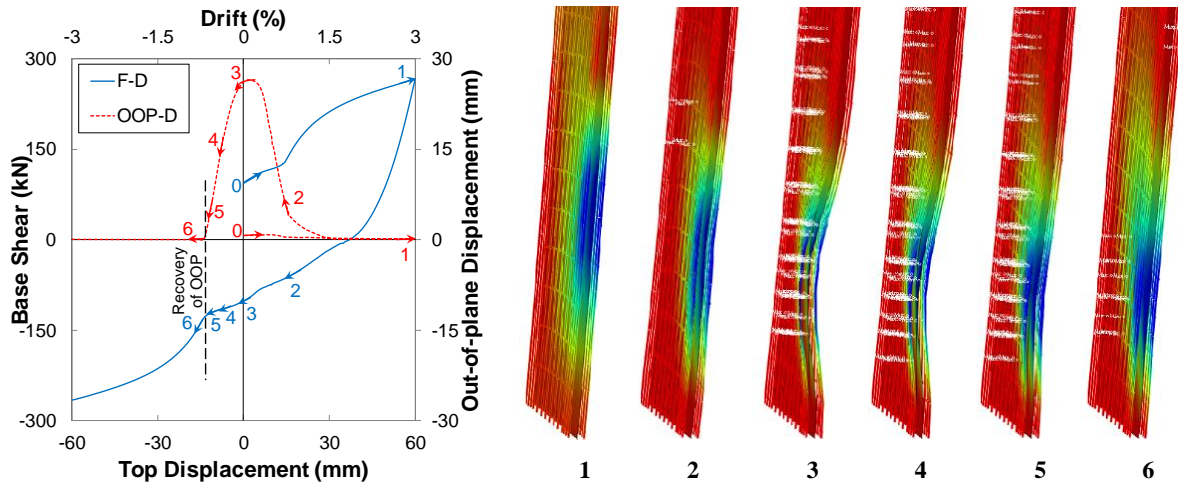 Drift (%)
-3 -1.5 0 1.5 3
300 150 0 -150 -300
Base Shear (kN)
30 15 0 -15 -30
Out-of-plane Displacement (mm)
F-D
OOP-D
3
1
4
0
2
5
0
6
1
Recovery
of OOP
2
3
4
5
6
-60 -30 0 30 60
Top Displacement (mm)
1 2 3 4 5 6